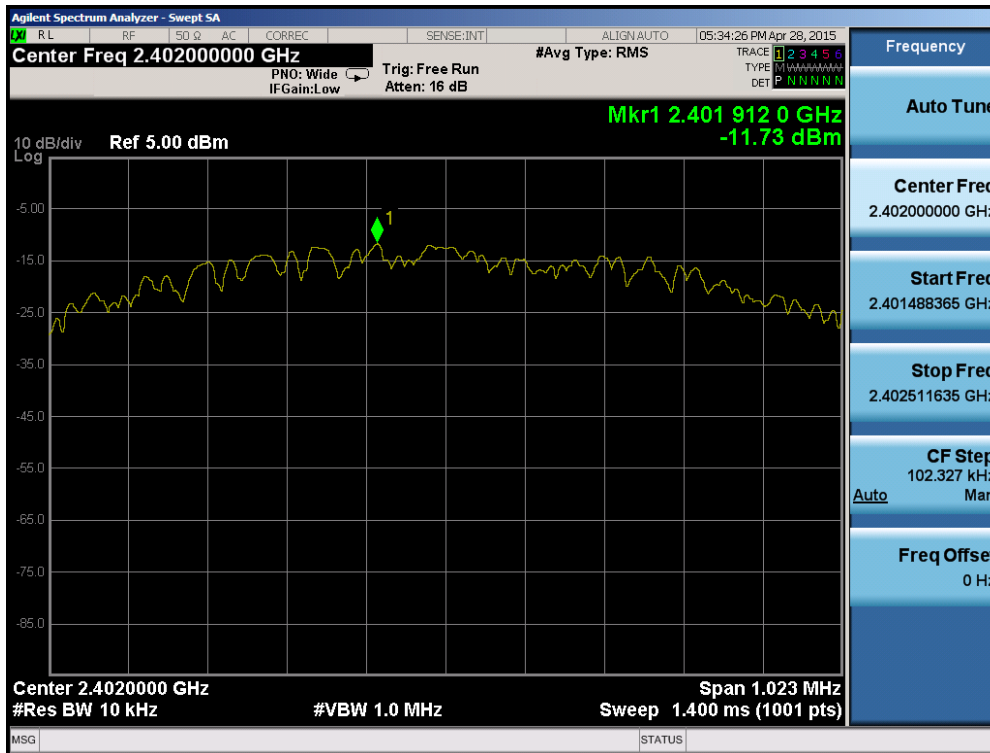 Agilent Spectrum Analyzer - Swept SA
LXI RL RF 50 Ω AC CORREC SENSE:INT ALIGN AUTO 05:34:26 PM Apr 28, 2015
Center Freq 2.402000000 GHz
#Avg Type: RMS
TRACE 1 2 3 4 5 6
PNO: Wide Trig: Free Run
TYPE M WWWWW
IFGain:Low Atten: 16 dB
DET P N N N N N
Mkr1 2.401 912 0 GHz
-11.73 dBm
10 dB/div Ref 5.00 dBm
Log
1
-5.00
-15.0
-25.0
-35.0
-45.0
-55.0
-65.0
-75.0
-85.0
Center 2.4020000 GHz Span 1.023 MHz
#Res BW 10 kHz #VBW 1.0 MHz Sweep 1.400 ms (1001 pts)
MSG STATUS
Frequency
Auto Tune
Center Freq
2.402000000 GHz
Start Freq
2.401488365 GHz
Stop Freq
2.402511635 GHz
CF Step
102.327 kHz
Auto Man
Freq Offset
0 Hz